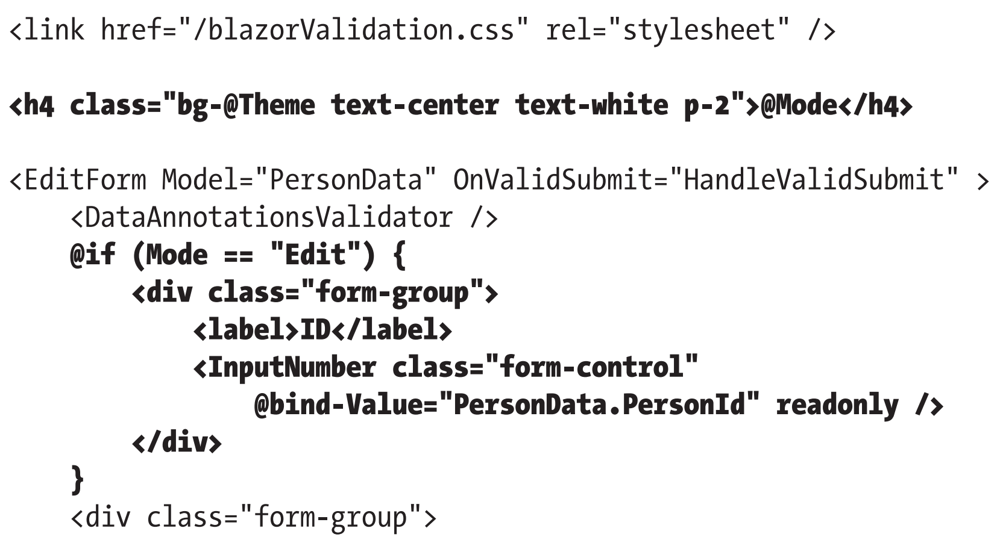 <link href="/blazorValidation.css" rel="stylesheet" />

<h4 class="bg-@Theme text-center text-white p-2">@Mode</h4>

<EditForm Model="PersonData" OnValidSubmit="HandleValidSubmit" >
    <DataAnnotationsValidator />
    @if (Mode == "Edit") {
        <div class="form-group">
            <label>ID</label>
            <InputNumber class="form-control"
                @bind-Value="PersonData.PersonId" readonly />
        </div>
    }
    <div class="form-group">